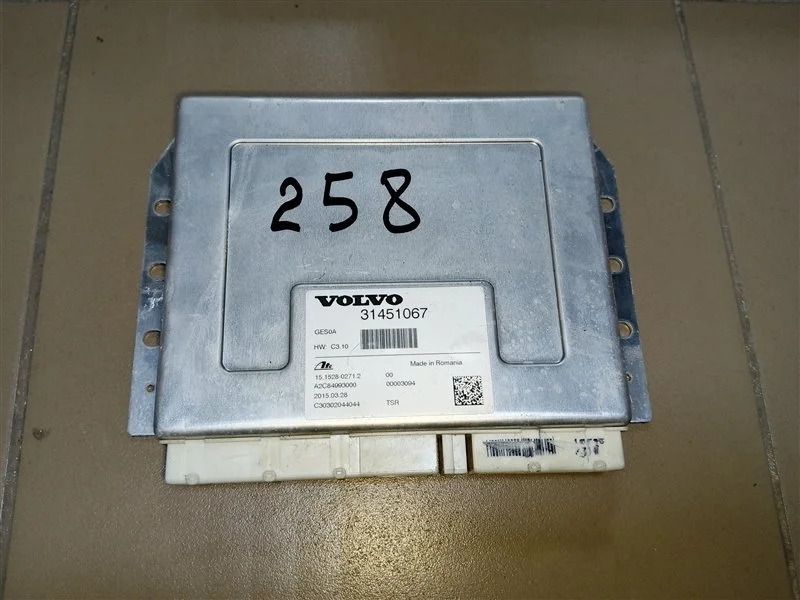 258
VOLVO
31451067
GES0A
HW: C3.10
Ate Made in Romania
15.1528-0271.2 00
A2C84993000 00003094
2015.03.28
C30302044044 TSR